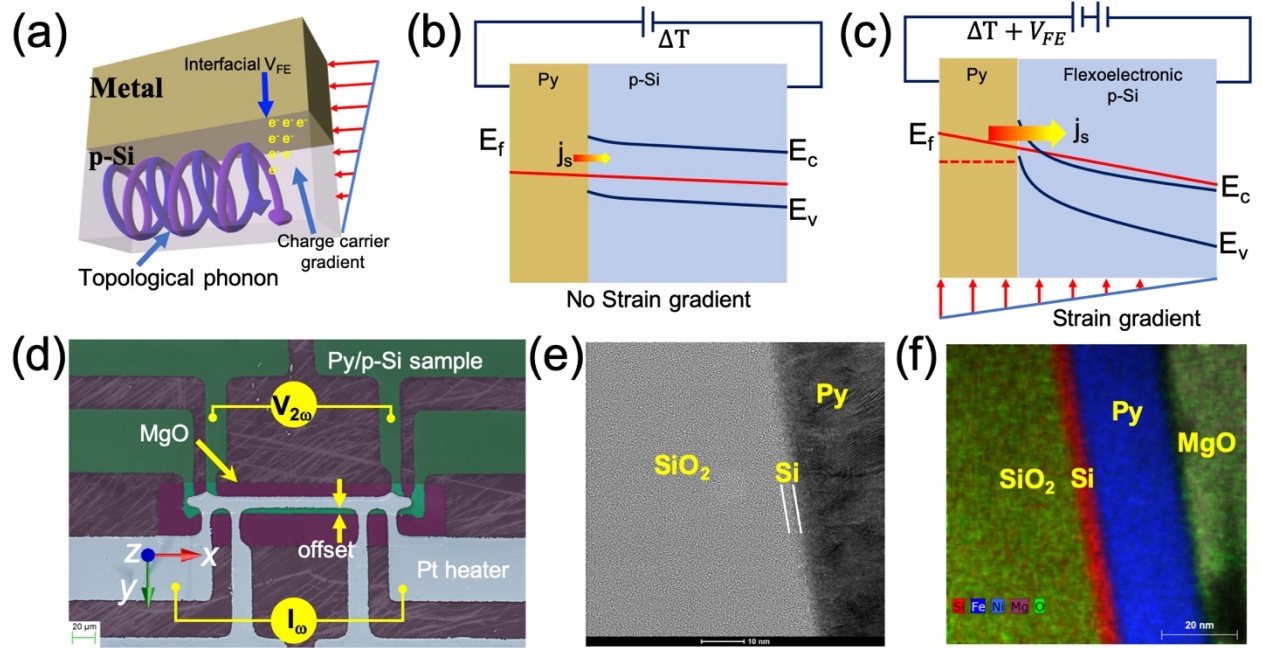 (a)
Interfacial V_FE
Metal
e⁻ e⁻ e⁻
e⁻ e⁻
e⁻ e⁻
e⁻
p-Si
Charge carrier
gradient
Topological phonon
(b)
ΔT
Py
p-Si
E_f
j_s
E_c
E_v
No Strain gradient
(c)
ΔT + V_FE
Py
Flexoelectronic
p-Si
E_f
j_s
E_c
E_v
Strain gradient
(d)
Py/p-Si sample
V_2ω
MgO
offset
z
x
y
Pt heater
I_ω
20 μm
(e)
Py
SiO₂
Si
10 nm
(f)
Py
MgO
SiO₂
Si
Si Fe Ni Mg O
20 nm